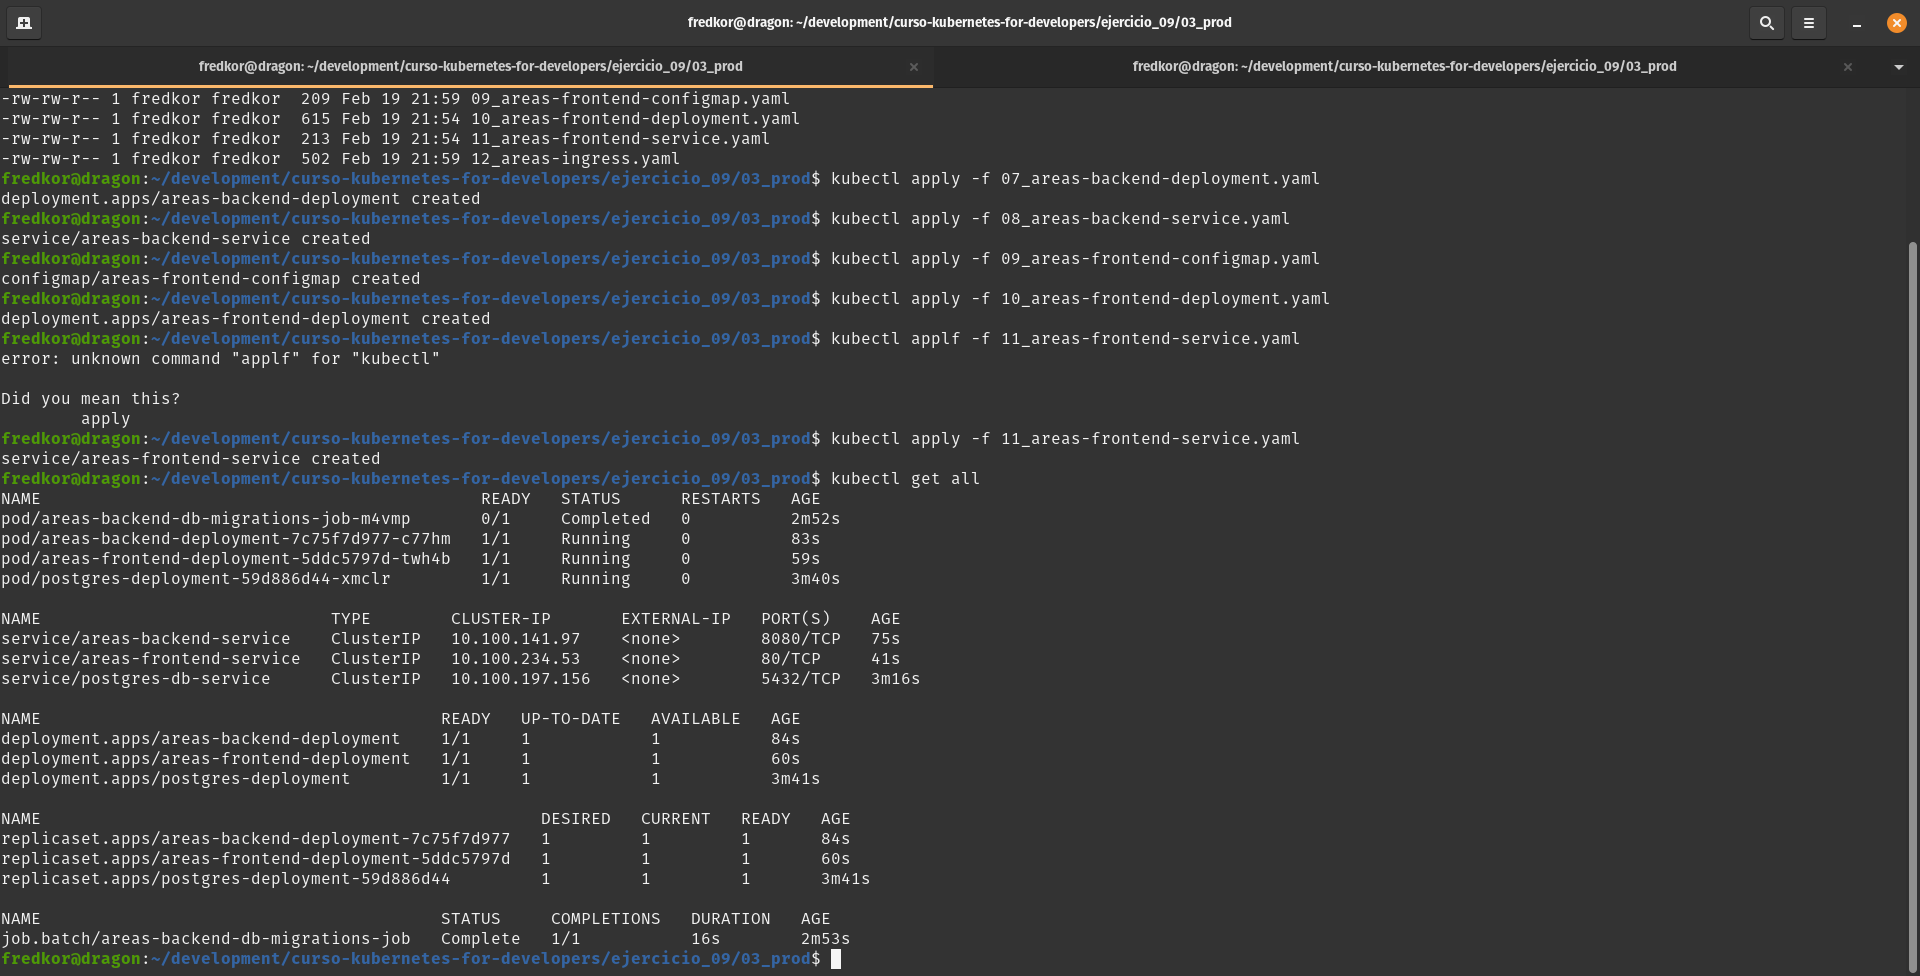 fredkor@dragon: ~/development/curso-kubernetes-for-developers/ejercicio_09/03_prod
fredkor@dragon: ~/development/curso-kubernetes-for-developers/ejercicio_09/03_prod
fredkor@dragon: ~/development/curso-kubernetes-for-developers/ejercicio_09/03_prod
-rw-rw-r-- 1 fredkor fredkor  209 Feb 19 21:59 09_areas-frontend-configmap.yaml
-rw-rw-r-- 1 fredkor fredkor  615 Feb 19 21:54 10_areas-frontend-deployment.yaml
-rw-rw-r-- 1 fredkor fredkor  213 Feb 19 21:54 11_areas-frontend-service.yaml
-rw-rw-r-- 1 fredkor fredkor  502 Feb 19 21:59 12_areas-ingress.yaml
fredkor@dragon:~/development/curso-kubernetes-for-developers/ejercicio_09/03_prod$ kubectl apply -f 07_areas-backend-deployment.yaml
deployment.apps/areas-backend-deployment created
fredkor@dragon:~/development/curso-kubernetes-for-developers/ejercicio_09/03_prod$ kubectl apply -f 08_areas-backend-service.yaml
service/areas-backend-service created
fredkor@dragon:~/development/curso-kubernetes-for-developers/ejercicio_09/03_prod$ kubectl apply -f 09_areas-frontend-configmap.yaml
configmap/areas-frontend-configmap created
fredkor@dragon:~/development/curso-kubernetes-for-developers/ejercicio_09/03_prod$ kubectl apply -f 10_areas-frontend-deployment.yaml
deployment.apps/areas-frontend-deployment created
fredkor@dragon:~/development/curso-kubernetes-for-developers/ejercicio_09/03_prod$ kubectl applf -f 11_areas-frontend-service.yaml
error: unknown command "applf" for "kubectl"

Did you mean this?
        apply
fredkor@dragon:~/development/curso-kubernetes-for-developers/ejercicio_09/03_prod$ kubectl apply -f 11_areas-frontend-service.yaml
service/areas-frontend-service created
fredkor@dragon:~/development/curso-kubernetes-for-developers/ejercicio_09/03_prod$ kubectl get all
NAME                                            READY   STATUS      RESTARTS   AGE
pod/areas-backend-db-migrations-job-m4vmp       0/1     Completed   0          2m52s
pod/areas-backend-deployment-7c75f7d977-c77hm   1/1     Running     0          83s
pod/areas-frontend-deployment-5ddc5797d-twh4b   1/1     Running     0          59s
pod/postgres-deployment-59d886d44-xmclr         1/1     Running     0          3m40s

NAME                             TYPE        CLUSTER-IP       EXTERNAL-IP   PORT(S)    AGE
service/areas-backend-service    ClusterIP   10.100.141.97    <none>        8080/TCP   75s
service/areas-frontend-service   ClusterIP   10.100.234.53    <none>        80/TCP     41s
service/postgres-db-service      ClusterIP   10.100.197.156   <none>        5432/TCP   3m16s

NAME                                        READY   UP-TO-DATE   AVAILABLE   AGE
deployment.apps/areas-backend-deployment    1/1     1            1           84s
deployment.apps/areas-frontend-deployment   1/1     1            1           60s
deployment.apps/postgres-deployment         1/1     1            1           3m41s

NAME                                                  DESIRED   CURRENT   READY   AGE
replicaset.apps/areas-backend-deployment-7c75f7d977   1         1         1       84s
replicaset.apps/areas-frontend-deployment-5ddc5797d   1         1         1       60s
replicaset.apps/postgres-deployment-59d886d44         1         1         1       3m41s

NAME                                        STATUS     COMPLETIONS   DURATION   AGE
job.batch/areas-backend-db-migrations-job   Complete   1/1           16s        2m53s
fredkor@dragon:~/development/curso-kubernetes-for-developers/ejercicio_09/03_prod$